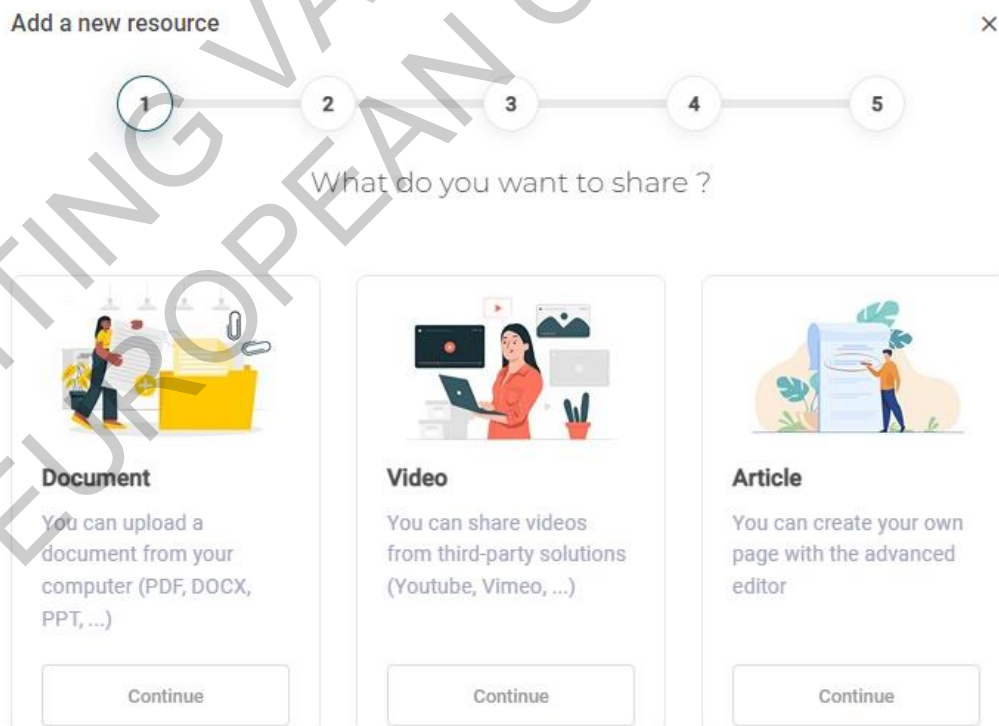 Add a new resource
1 2 3 4 5
What do you want to share ?
Document
You can upload a
document from your
computer (PDF, DOCX,
PPT, ...)
Continue
Video
You can share videos
from third-party solutions
(Youtube, Vimeo, ...)
Continue
Article
You can create your own
page with the advanced
editor
Continue
EUROPEAN